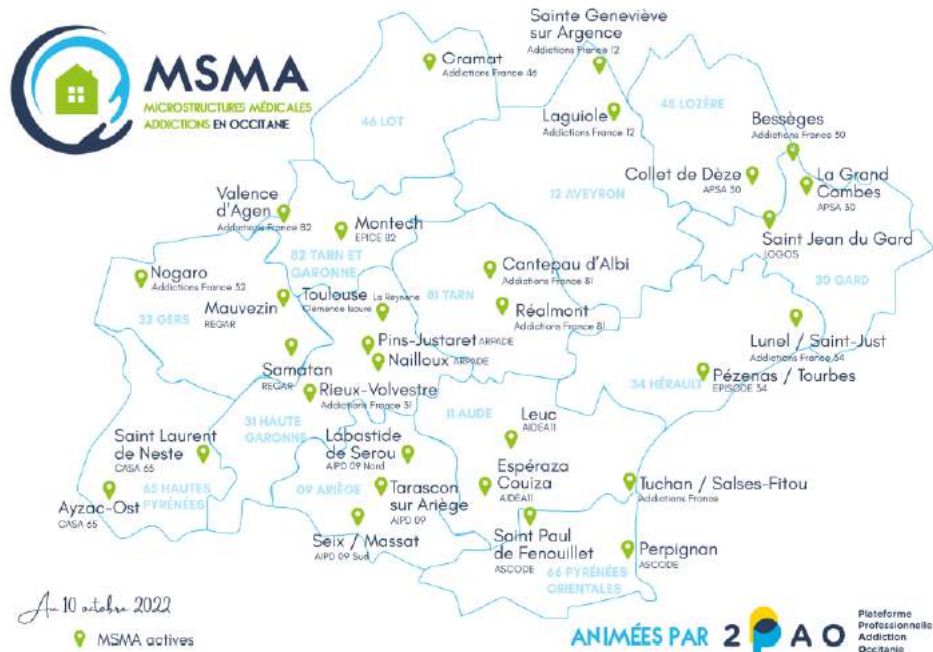 MSMA
MICROSTRUCTURES MÉDICALES
ADDICTIONS EN OCCITANIE
Sainte Geneviève
sur Argence
Addictions France 12
Gramat
Addictions France 46
46 LOT
Laguiole
Addictions France 12
48 LOZÈRE
Bessèges
Addictions France 30
Collet de Dèze
APSA 30
La Grand
Combes
APSA 30
12 AVEYRON
Valence
d'Agen
Addictions France 82
Montech
EPICE 82
Saint Jean du Gard
LOGOS
82 TARN ET
GARONNE
Nogaro
Addictions France 32
Cantepau d'Albi
Addictions France 81
30 GARD
Mauvezin
REGAR
Toulouse La Reynerie
Clémence Isaure
81 TARN
Réalmont
Addictions France 81
32 GERS
Lunel / Saint-Just
Addictions France 34
Pins-Justaret ARPADE
Nailloux ARPADE
Samatan
REGAR
34 HÉRAULT
Pézenas / Tourbes
EPISODE 34
Rieux-Volvestre
Addictions France 31
31 HAUTE
GARONNE
11 AUDE
Leuc
AIDEA11
Saint Laurent
de Neste
CASA 65
Labastide
de Serou
AIPD 09 Nord
Espéraza
Couiza
AIDEA11
65 HAUTES
PYRÉNÉES
09 ARIÈGE
Tarascon
sur Ariège
AIPD 09
Tuchan / Salses-Fitou
Addictions France
Ayzac-Ost
CASA 65
Seix / Massat
AIPD 09 Sud
Saint Paul
de Fenouillet
ASCODE
Perpignan
ASCODE
66 PYRÉNÉES
ORIENTALES
Au 10 octobre 2022
MSMA actives
ANIMÉES PAR 2PAO
Plateforme
Professionnelle
Addiction
Occitanie